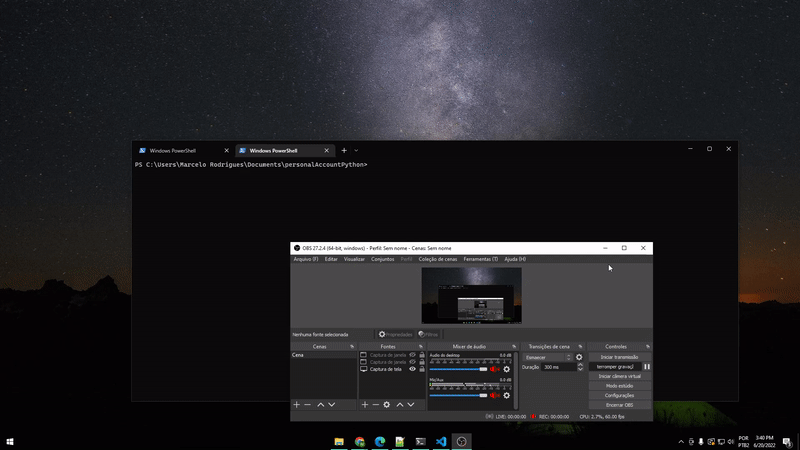 Windows PowerShell
Windows PowerShell
PS C:\Users\Marcelo Rodrigues\Documents\personalAccountPython>
OBS 27.2.4 (64-bit, windows) - Perfil: Sem nome - Cenas: Sem nome
Arquivo (F) Editar Visualizar Conjuntos Perfil Coleção de cenas Ferramentas (T) Ajuda (H)
Nenhuma fonte selecionada Propriedades Filtros
Cenas Fontes Mixer de áudio Transições de cena Controles
Cena
Captura de janela
Captura de janela
Captura de tela
Áudio do desktop 0.0 dB
Mic/Aux 0.0 dB
Esmaecer
Duração 300 ms
Iniciar transmissão
terromper gravaçã
Iniciar câmera virtual
Modo estúdio
Configurações
Encerrar OBS
LIVE: 00:00:00 REC: 00:00:00 CPU: 2.7%, 60.00 fps
POR 3:40 PM
PTB2 6/20/2022